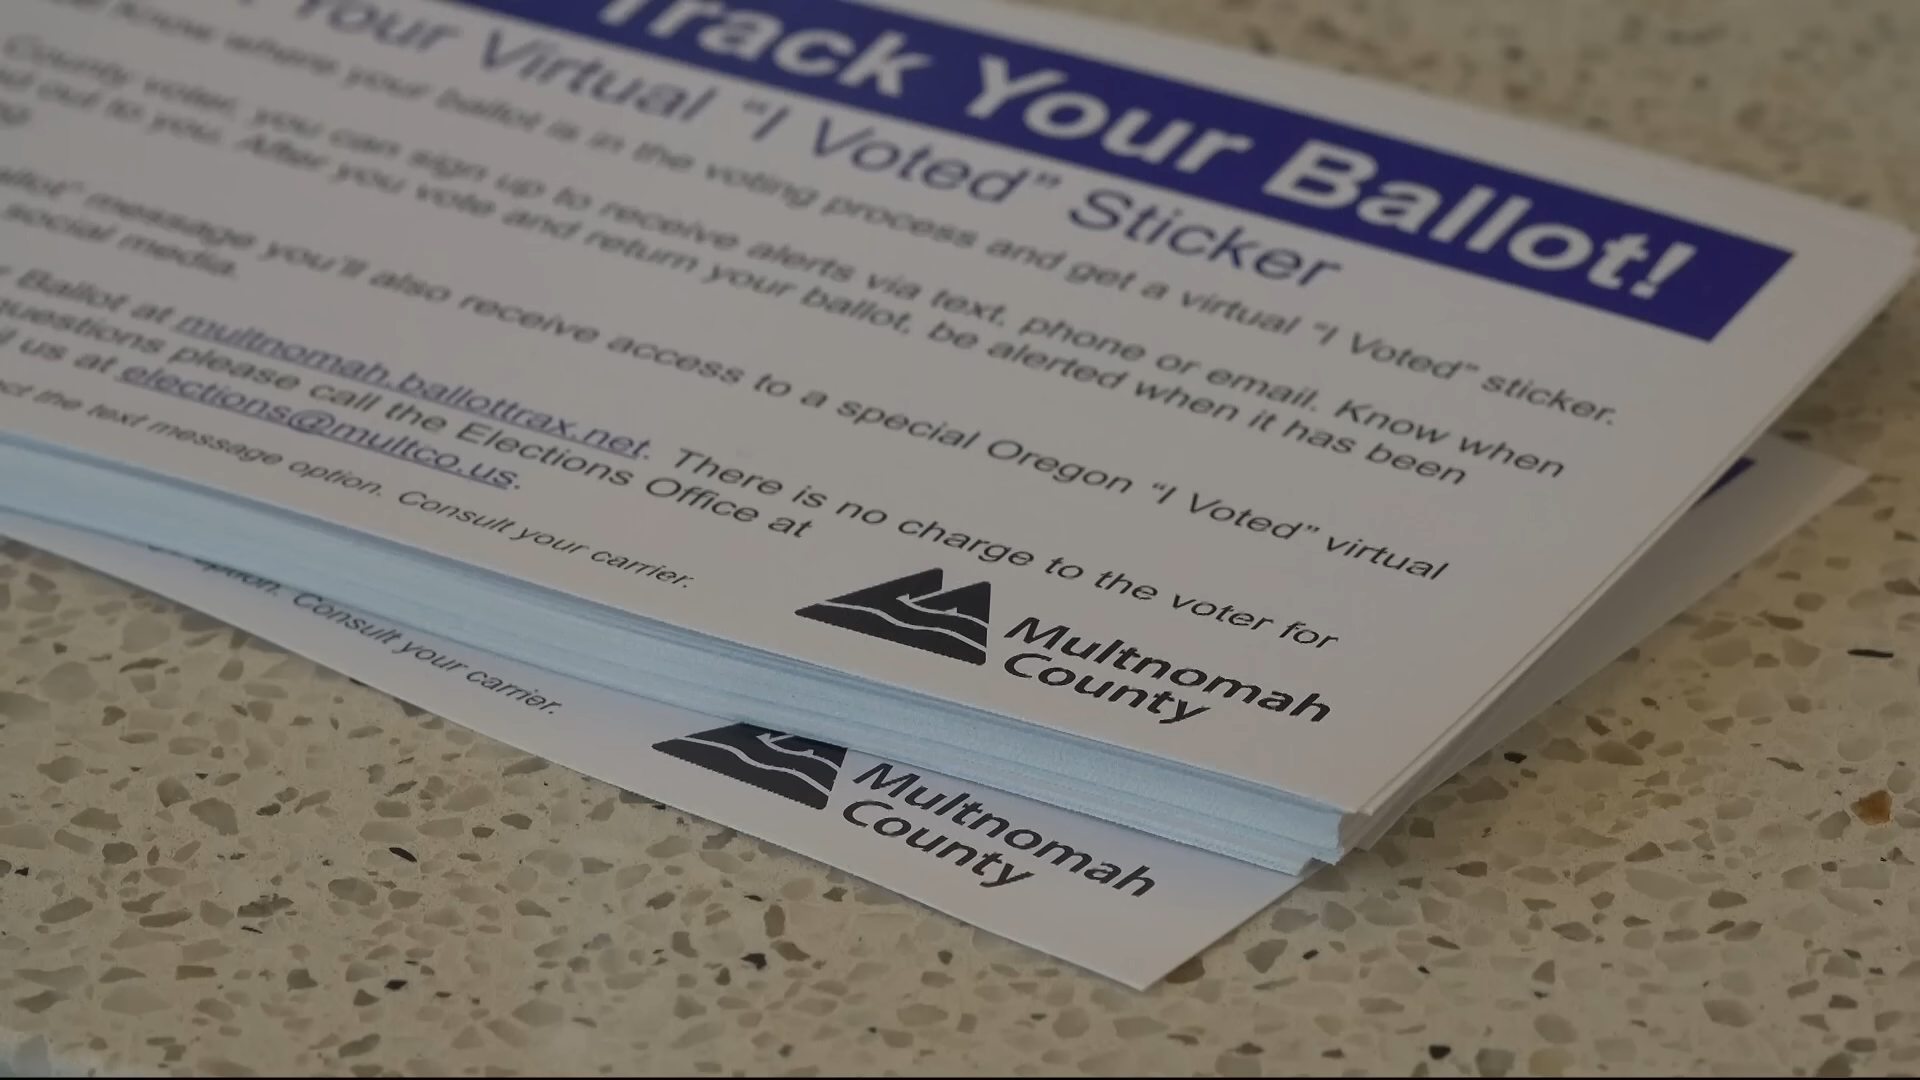 Track Your Ballot!
Your Virtual “I Voted” Sticker
know where your ballot is in the voting process and get a virtual “I Voted” sticker.
County voter, you can sign up to receive alerts via text, phone or email. Know when
out to you. After you vote and return your ballot, be alerted when it has been
message you'll also receive access to a special Oregon “I Voted” virtual
social media.
Ballot at multnomah.ballottrax.net. There is no charge to the voter for
questions please call the Elections Office at
us at elections@multco.us.
the text message option. Consult your carrier.
Multnomah
County
option. Consult your carrier.
Multnomah
County